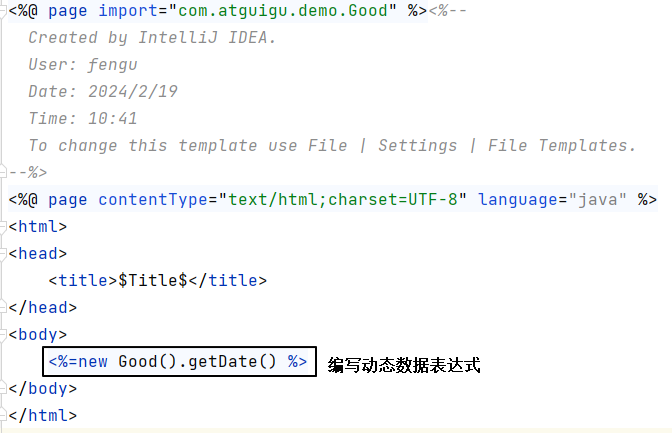 <%@ page import="com.atguigu.demo.Good" %><%--
  Created by IntelliJ IDEA.
  User: fengu
  Date: 2024/2/19
  Time: 10:41
  To change this template use File | Settings | File Templates.
--%>
<%@ page contentType="text/html;charset=UTF-8" language="java" %>
<html>
<head>
    <title>$Title$</title>
</head>
<body>
    <%=new Good().getDate() %> 编写动态数据表达式
</body>
</html>